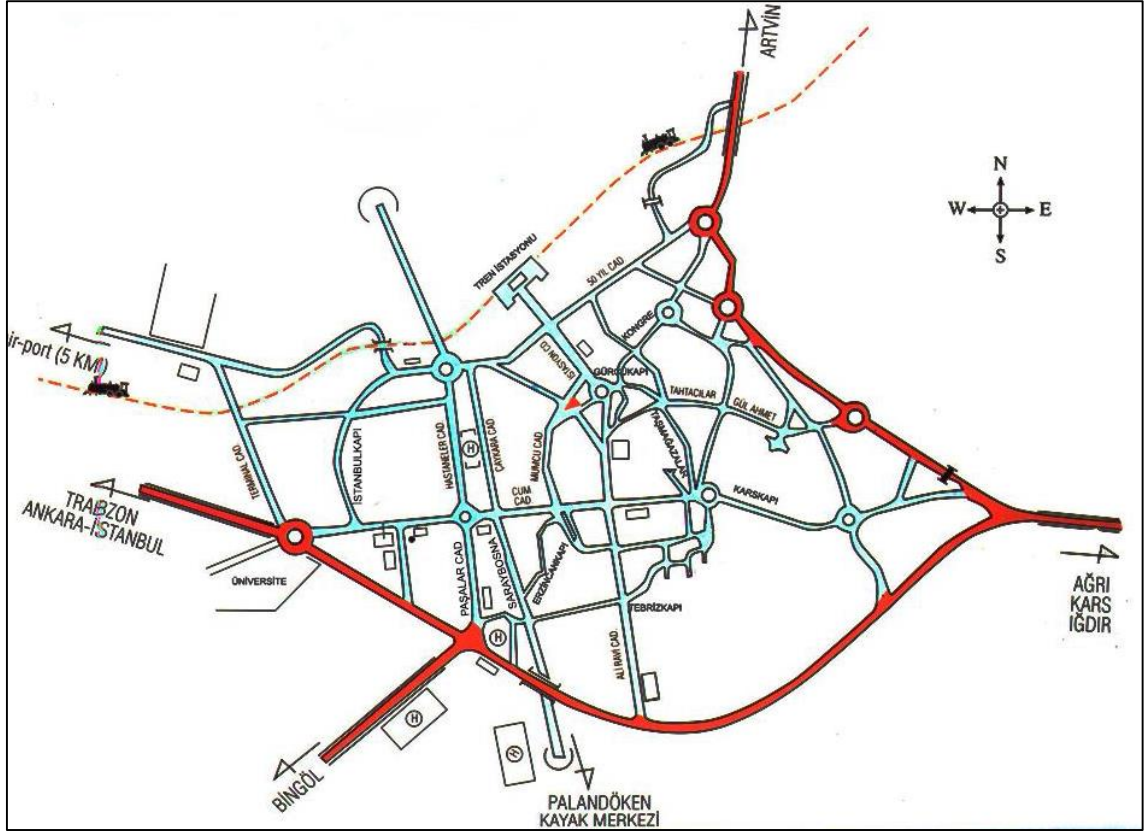 ARTVİN
N
W
E
S
TREN İSTASYONU
50 YIL CAD
KONGRE
ir-port (5 KM)
İSTASYON CD
GÜRCÜKAPI
TAHTACILAR
GÜL AHMET
TAŞMAĞAZALAR
TERMİNAL CAD
İSTANBULKAPI
HASTANELER CAD
H
ÇAYKARA CAD
MUMCU CAD
CUM
CAD
KARSKAPI
TRABZON
ANKARA-İSTANBUL
ÜNİVERSİTE
PAŞALAR CAD
SARAYBOSNA
ERZİNCANKAPI
TEBRİZKAPI
ALİ RAVİ CAD
AĞRI
KARS
IĞDIR
H
H
H
BİNGÖL
PALANDÖKEN
KAYAK MERKEZİ